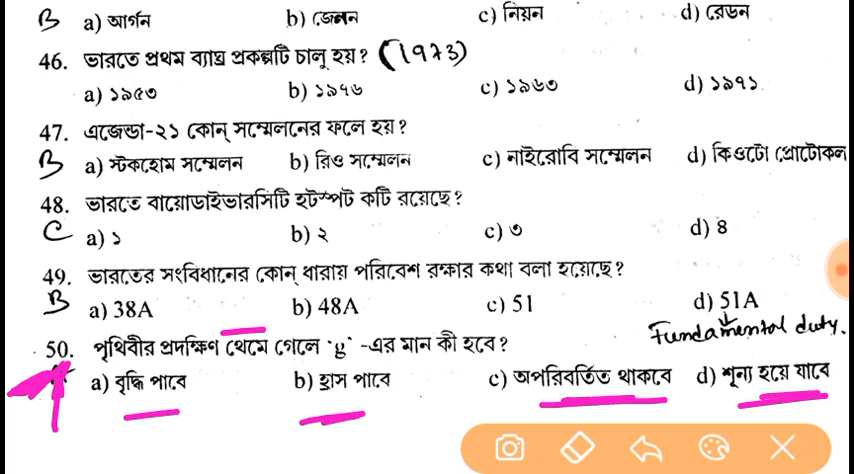 B a) আর্গন b) জেনন c) নিয়ন d) রেডন
46. ভারতে প্রথম ব্যাঘ্র প্রকল্পটি চালু হয়? (1973)
a) ১৯৫৩ b) ১৯৭৬ c) ১৯৬৩ d) ১৯৭১
47. এজেন্ডা-২১ কোন্ সম্মেলনের ফলে হয়?
B a) স্টকহোম সম্মেলন b) রিও সম্মেলন c) নাইরোবি সম্মেলন d) কিওটো প্রোটোকল
48. ভারতে বায়োডাইভারসিটি হটস্পট কটি রয়েছে?
C a) ১ b) ২ c) ৩ d) 8
49. ভারতের সংবিধানের কোন্ ধারায় পরিবেশ রক্ষার কথা বলা হয়েছে?
B a) 38A b) 48A c) 51 d) 51A
Fundamental duty.
50. পৃথিবীর প্রদক্ষিণ থেমে গেলে 'g' -এর মান কী হবে?
a) বৃদ্ধি পাবে b) হ্রাস পাবে c) অপরিবর্তিত থাকবে d) শূন্য হয়ে যাবে